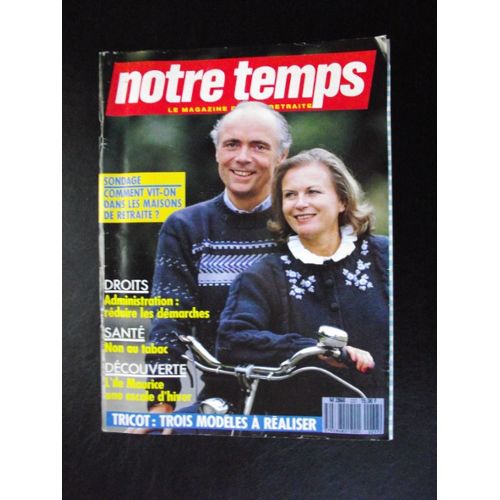 notre temps
LE MAGAZINE DE LA RETRAITE
SONDAGE
COMMENT VIT-ON
DANS LES MAISONS
DE RETRAITE ?
DROITS
Administration :
réduire les démarches
SANTÉ
Non au tabac
DÉCOUVERTE
L'île Maurice
une escale d'hiver
TRICOT : TROIS MODÈLES À RÉALISER